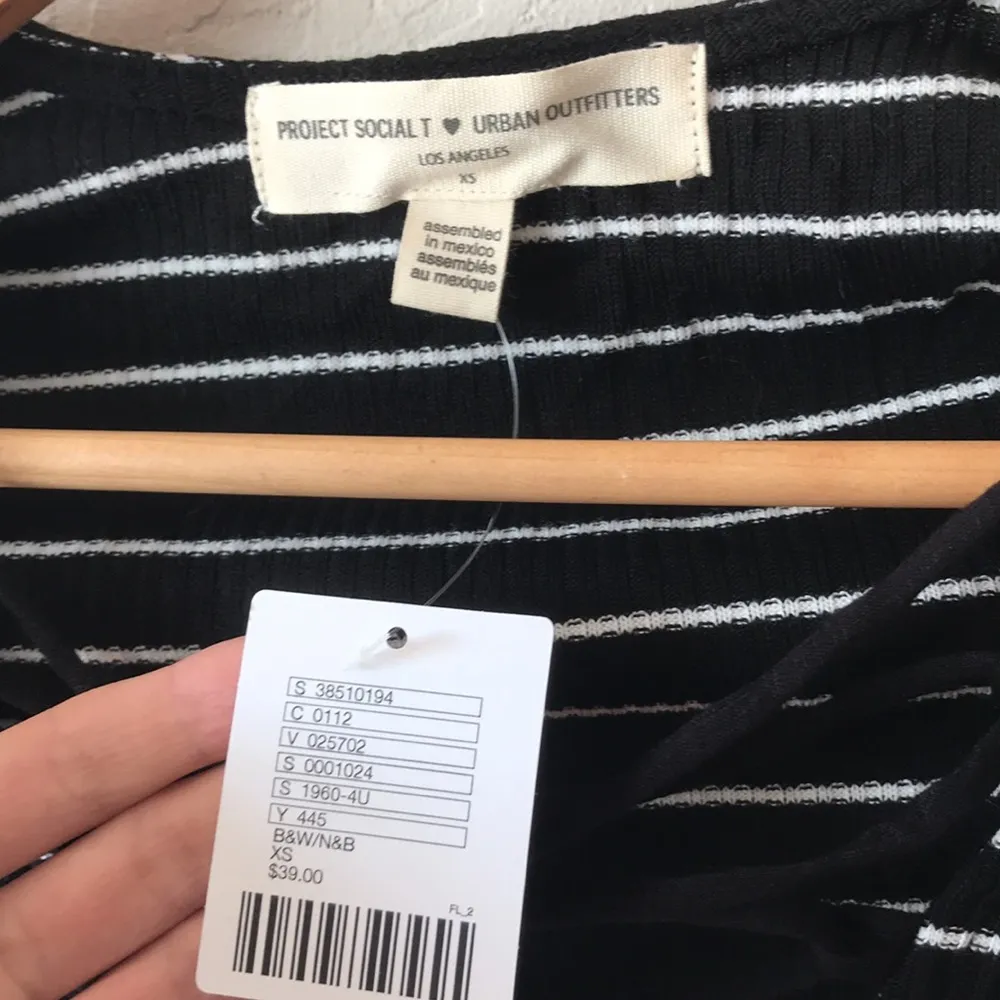 PROJECT SOCIAL T ♥ URBAN OUTFITTERS
LOS ANGELES
XS
assembled
in mexico
assemblés
au mexique
S 38510194
C 0112
V 025702
S 0001024
S 1960-4U
Y 445
B&W/N&B
XS
$39.00
FL_2